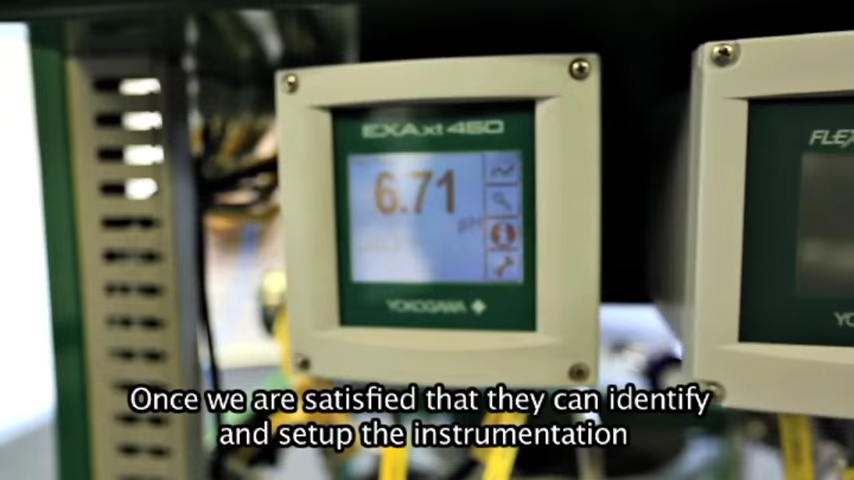 EXAxt 450
6.71
pH
YOKOGAWA
FLEX
YO
Once we are satisfied that they can identify
and setup the instrumentation